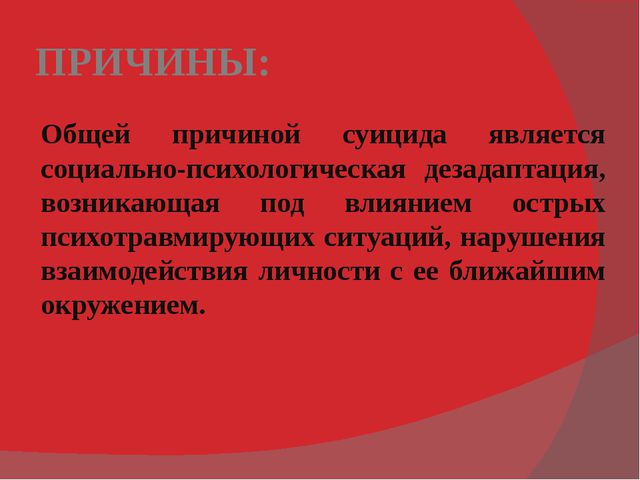 ПРИЧИНЫ:
Общей причиной суицида является
социально-психологическая дезадаптация,
возникающая под влиянием острых
психотравмирующих ситуаций, нарушения
взаимодействия личности с ее ближайшим
окружением.